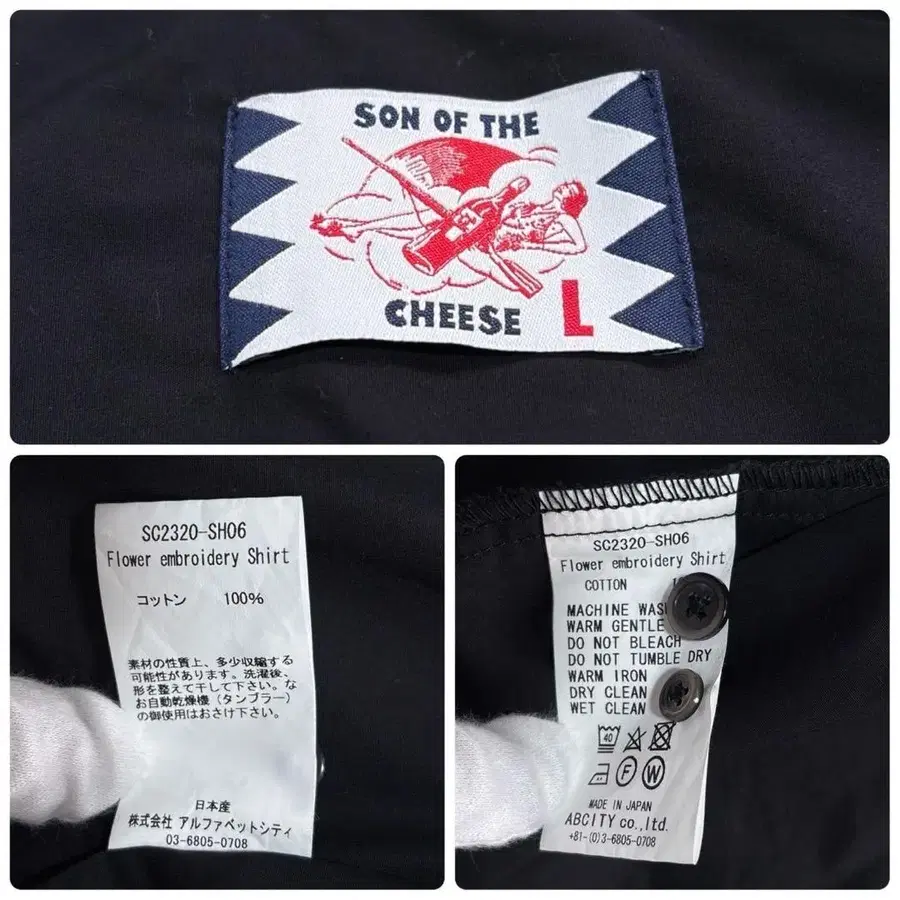 SON OF THE
CHEESE
L
SC2320-SH06
Flower embroidery Shirt
コットン 100%
素材の性質上、多少収縮する
可能性があります。洗濯後、
形を整えて干して下さい。な
お自動乾燥機(タンブラー)
の御使用はおさけ下さい。
日本産
株式会社 アルファベットシティ
03-6805-0708
SC2320-SH06
Flower embroidery Shirt
COTTON
MACHINE WAS
WARM GENTLE
DO NOT BLEACH
DO NOT TUMBLE DRY
WARM IRON
DRY CLEAN
WET CLEAN
40
F W
MADE IN JAPAN
ABCITY co.,ltd.
+81-(0)3-6805-0708